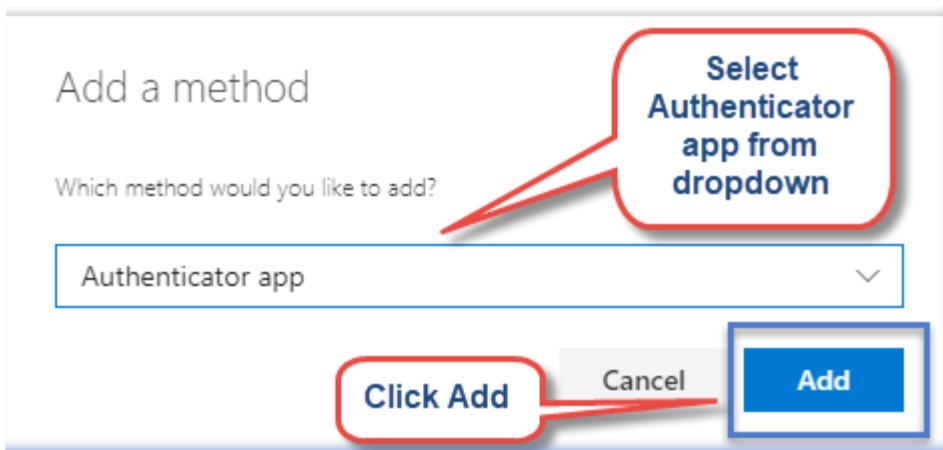 Add a method
Select
Authenticator
app from
dropdown
Which method would you like to add?
Authenticator app
Click Add
Cancel
Add